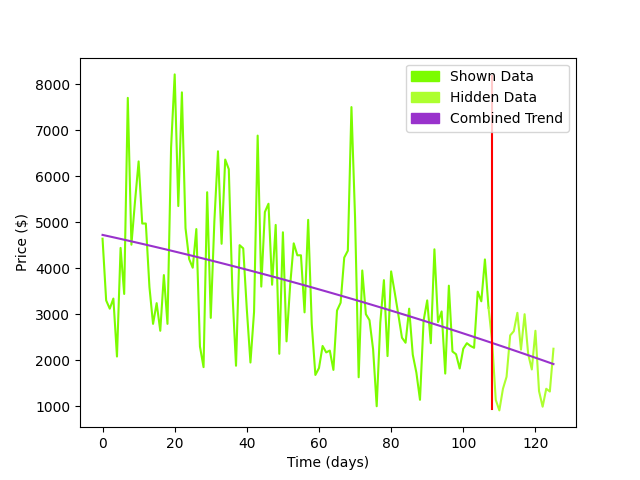 Shown Data
Hidden Data
Combined Trend
8000
7000
6000
5000
4000
3000
2000
1000
Price ($)
0 20 40 60 80 100 120
Time (days)